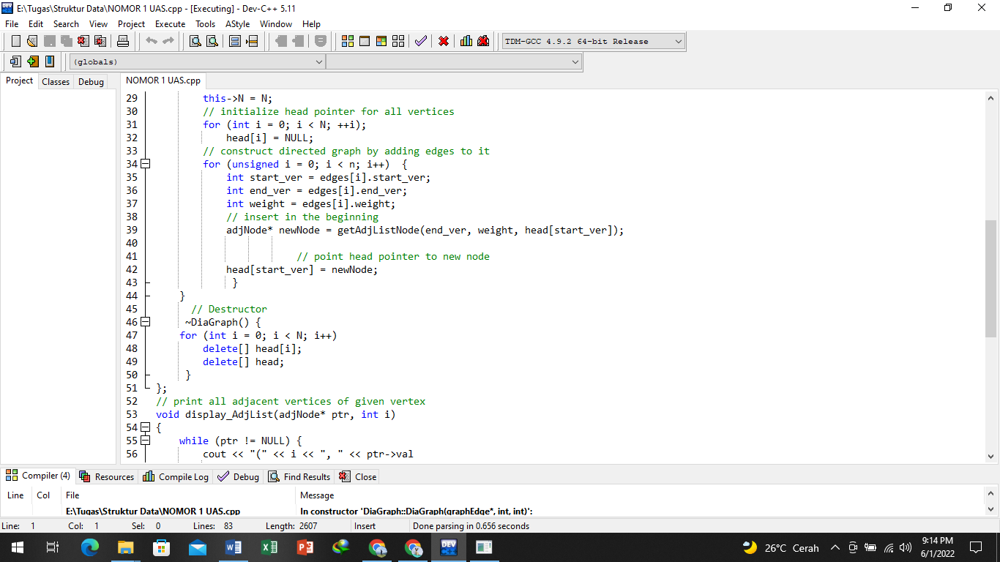 E:\Tugas\Struktur Data\NOMOR 1 UAS.cpp - [Executing] - Dev-C++ 5.11
File Edit Search View Project Execute Tools AStyle Window Help
TDM-GCC 4.9.2 64-bit Release
(globals)
Project Classes Debug
NOMOR 1 UAS.cpp
29 this->N = N;
30 // initialize head pointer for all vertices
31 for (int i = 0; i < N; ++i);
32 head[i] = NULL;
33 // construct directed graph by adding edges to it
34 for (unsigned i = 0; i < n; i++)  {
35 int start_ver = edges[i].start_ver;
36 int end_ver = edges[i].end_ver;
37 int weight = edges[i].weight;
38 // insert in the beginning
39 adjNode* newNode = getAdjListNode(end_ver, weight, head[start_ver]);
40
41 // point head pointer to new node
42 head[start_ver] = newNode;
43 }
44 }
45 // Destructor
46 ~DiaGraph() {
47 for (int i = 0; i < N; i++)
48 delete[] head[i];
49 delete[] head;
50 }
51 };
52 // print all adjacent vertices of given vertex
53 void display_AdjList(adjNode* ptr, int i)
54 {
55 while (ptr != NULL) {
56 cout << "(" << i << ", " << ptr->val
Compiler (4) Resources Compile Log Debug Find Results Close
Line Col File Message
E:\Tugas\Struktur Data\NOMOR 1 UAS.cpp In constructor 'DiaGraph::DiaGraph(graphEdge*, int, int)':
Line: 1 Col: 1 Sel: 0 Lines: 83 Length: 2607 Insert Done parsing in 0.656 seconds
DEV
26°C Cerah
9:14 PM
6/1/2022